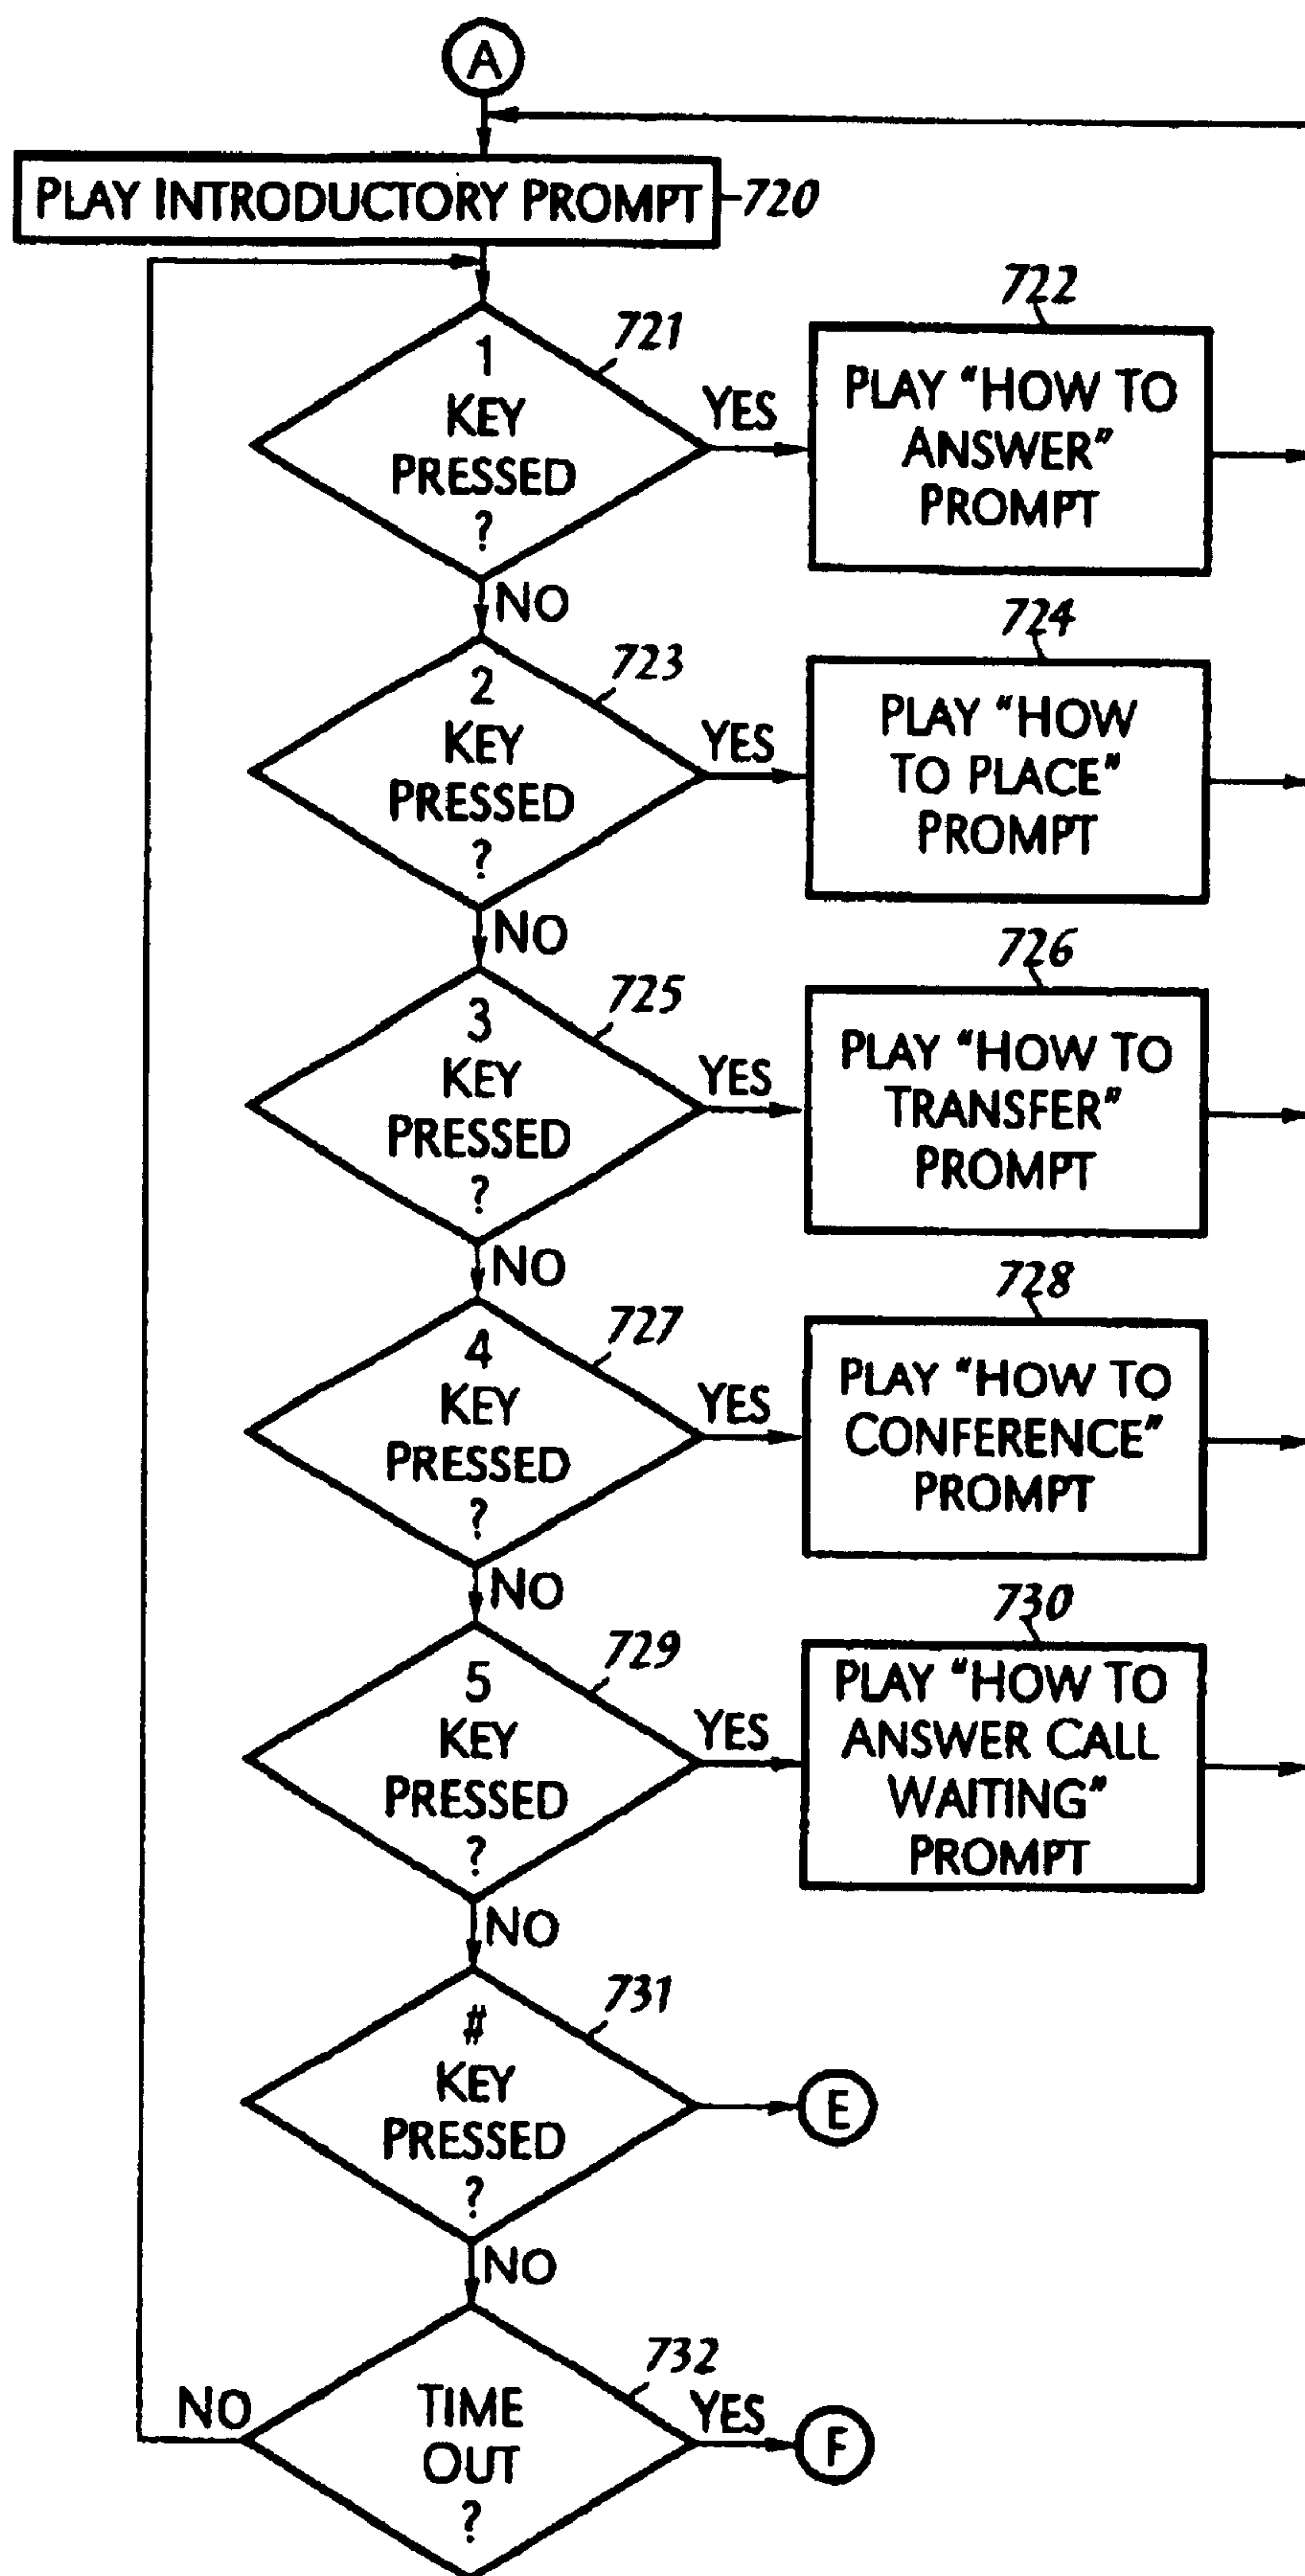 A
PLAY INTRODUCTORY PROMPT
720
721
1
KEY
PRESSED
?
YES
722
PLAY "HOW TO
ANSWER"
PROMPT
NO
723
2
KEY
PRESSED
?
YES
724
PLAY "HOW
TO PLACE"
PROMPT
NO
725
3
KEY
PRESSED
?
YES
726
PLAY "HOW TO
TRANSFER"
PROMPT
NO
727
4
KEY
PRESSED
?
YES
728
PLAY "HOW TO
CONFERENCE"
PROMPT
NO
729
5
KEY
PRESSED
?
YES
730
PLAY "HOW TO
ANSWER CALL
WAITING"
PROMPT
NO
731
#
KEY
PRESSED
?
E
NO
732
TIME
OUT
?
NO
YES
F